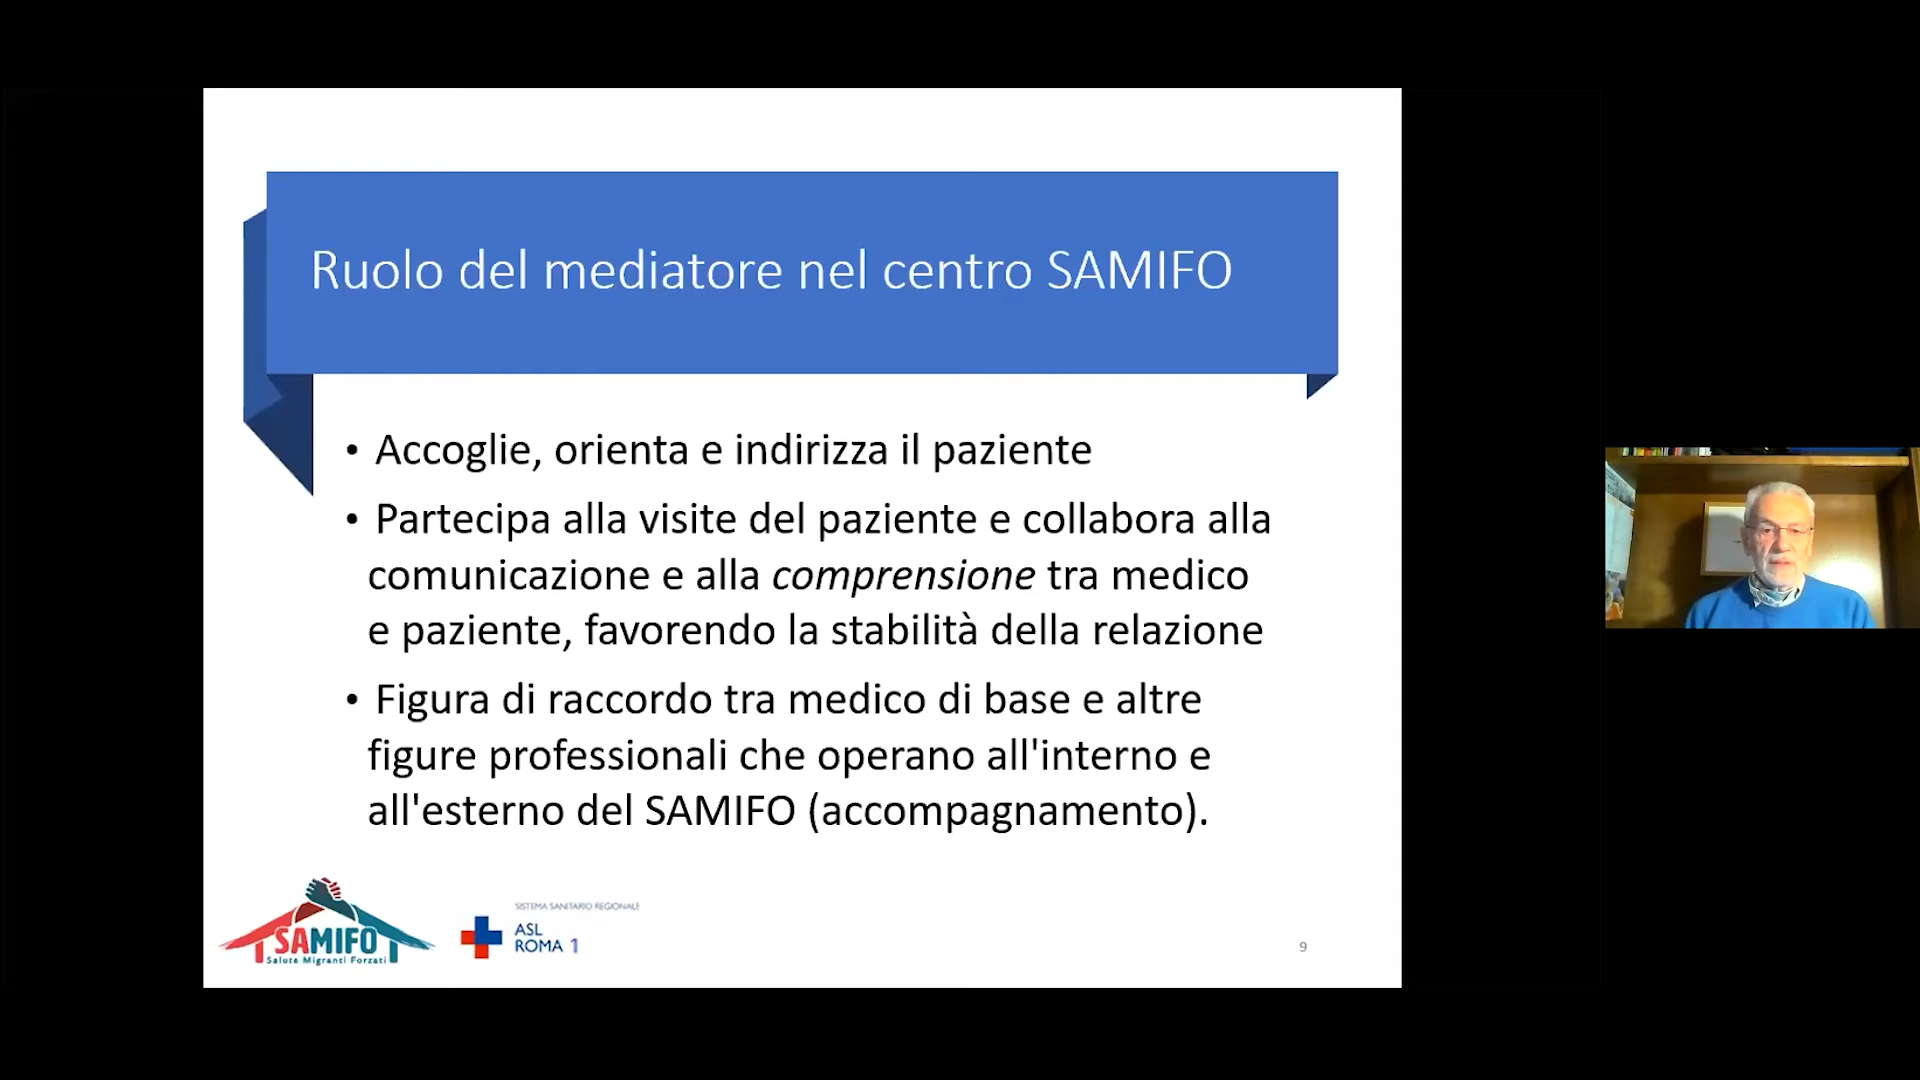 Ruolo del mediatore nel centro SAMIFO
• Accoglie, orienta e indirizza il paziente
• Partecipa alla visite del paziente e collabora alla
comunicazione e alla comprensione tra medico
e paziente, favorendo la stabilità della relazione
• Figura di raccordo tra medico di base e altre
figure professionali che operano all'interno e
all'esterno del SAMIFO (accompagnamento).
SAMIFO
Salute Migranti Forzati
SISTEMA SANITARIO REGIONALE
ASL
ROMA 1
9